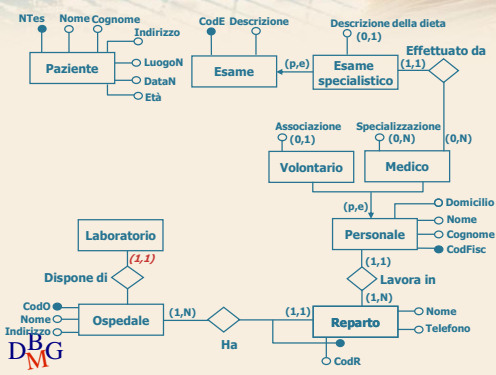 NTes Nome Cognome
Indirizzo
Paziente
LuogoN
DataN
Età
CodE Descrizione
Esame
(p,e)
Descrizione della dieta
(0,1)
Esame
specialistico
(1,1)
Effettuato da
(0,N)
Associazione
(0,1)
Specializzazione
(0,N)
Volontario
Medico
(p,e)
Domicilio
Nome
Cognome
CodFisc
Personale
(1,1)
Lavora in
(1,N)
Laboratorio
(1,1)
Dispone di
CodO
Nome
Indirizzo
Ospedale
(1,N)
Ha
(1,1)
Reparto
Nome
Telefono
CodR
DBMG